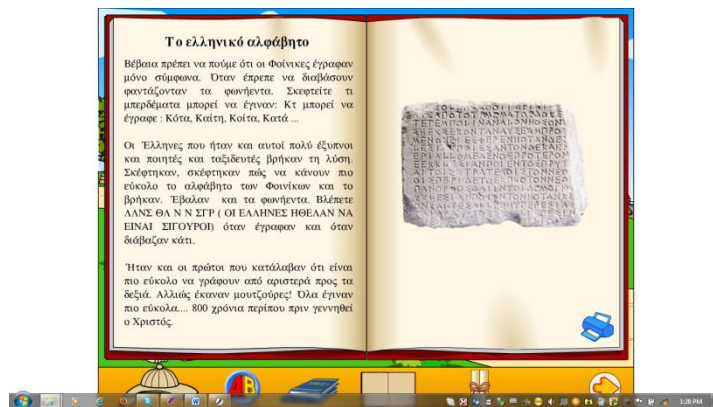 Το ελληνικό αλφάβητο
Βέβαια πρέπει να πούμε ότι οι Φοίνικες έγραφαν
μόνο σύμφωνα. Όταν έπρεπε να διαβάσουν
φαντάζονταν τα φωνήεντα. Σκεφτείτε τι
μπερδέματα μπορεί να έγιναν: Κτ μπορεί να
έγραφε : Κότα, Καίτη, Κοίτα, Κατά ...
Οι Έλληνες που ήταν και αυτοί πολύ έξυπνοι
και ποιητές και ταξιδευτές βρήκαν τη λύση.
Σκέφτηκαν, σκέφτηκαν πώς να κάνουν πιο
εύκολο το αλφάβητο των Φοινίκων και το
βρήκαν. Έβαλαν και τα φωνήεντα. Βλέπετε
ΛΛΝΣ ΘΛ Ν Ν ΣΓΡ ( ΟΙ ΕΛΛΗΝΕΣ ΗΘΕΛΑΝ ΝΑ
ΕΙΝΑΙ ΣΙΓΟΥΡΟΙ) όταν έγραφαν και όταν
διάβαζαν κάτι.
Ήταν και οι πρώτοι που κατάλαβαν ότι είναι
πιο εύκολο να γράφουν από αριστερά προς τα
δεξιά. Αλλιώς έκαναν μουτζούρες! Όλα έγιναν
πιο εύκολα.... 800 χρόνια περίπου πριν γεννηθεί
ο Χριστός.
AB
1:28 PM